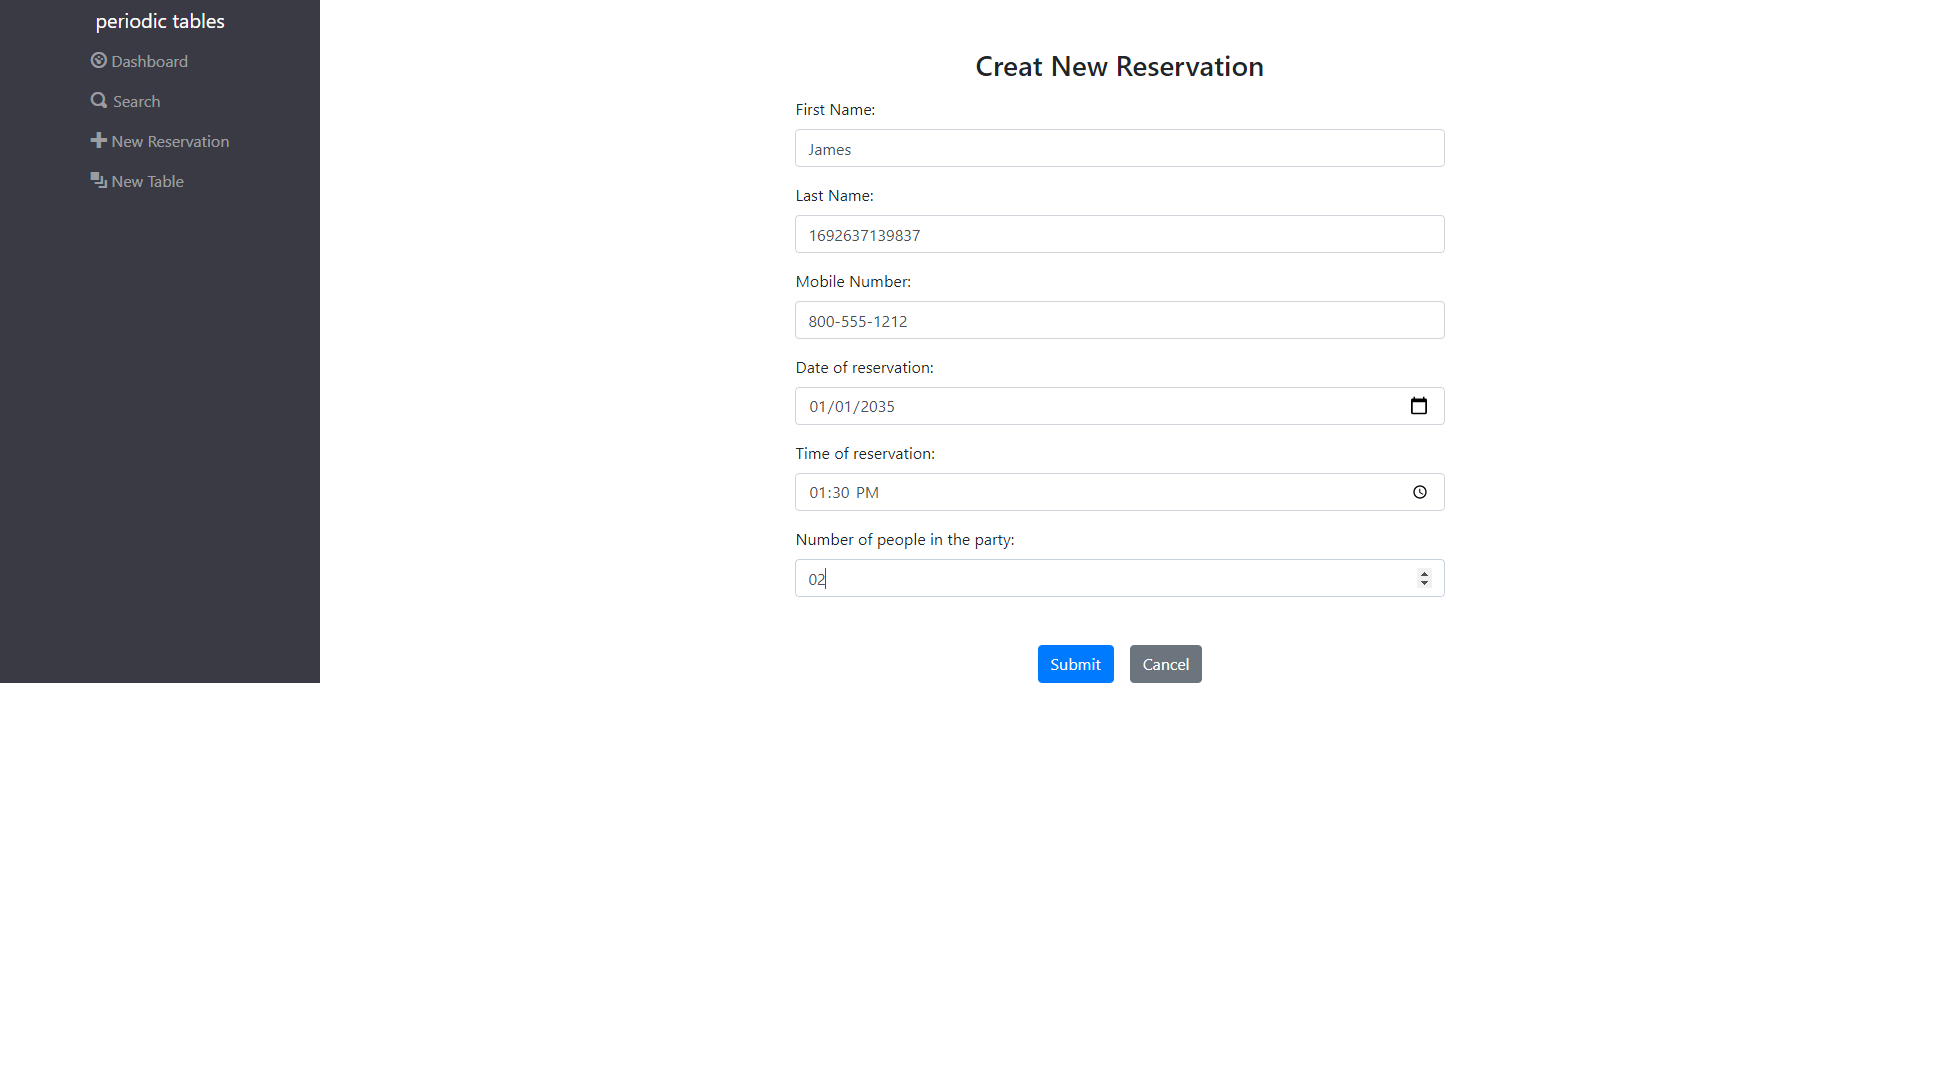 periodic tables
Dashboard
Search
New Reservation
New Table
Creat New Reservation
First Name:
James
Last Name:
1692637139837
Mobile Number:
800-555-1212
Date of reservation:
01/01/2035
Time of reservation:
01:30 PM
Number of people in the party:
02
Submit
Cancel